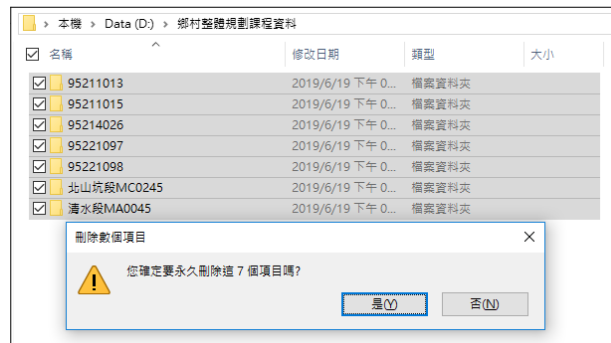 本機 > Data (D:) > 鄉村整體規劃課程資料
名稱 修改日期 類型 大小
95211013 2019/6/19 下午 0... 檔案資料夾
95211015 2019/6/19 下午 0... 檔案資料夾
95214026 2019/6/19 下午 0... 檔案資料夾
95221097 2019/6/19 下午 0... 檔案資料夾
95221098 2019/6/19 下午 0... 檔案資料夾
北山坑段MC0245 2019/6/19 下午 0... 檔案資料夾
清水段MA0045 2019/6/19 下午 0... 檔案資料夾
刪除數個項目
您確定要永久刪除這 7 個項目嗎?
是(Y) 否(N)